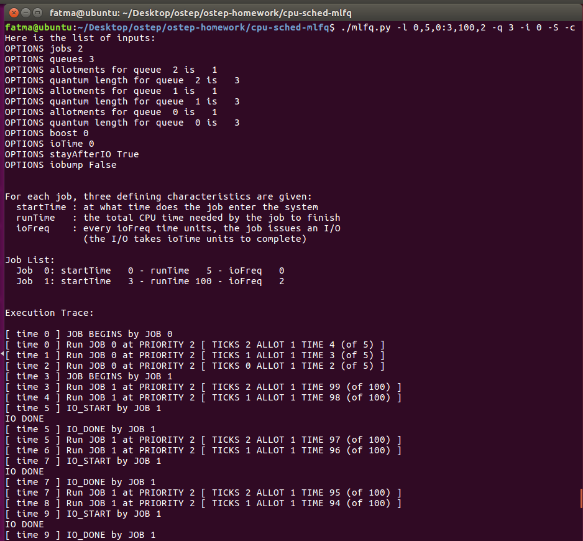 fatma@ubuntu: ~/Desktop/ostep/ostep-homework/cpu-sched-mlfq
fatma@ubuntu:~/Desktop/ostep/ostep-homework/cpu-sched-mlfq$ ./mlfq.py -l 0,5,0:3,100,2 -q 3 -i 0 -S -c
Here is the list of inputs:
OPTIONS jobs 2
OPTIONS queues 3
OPTIONS allotments for queue  2 is   1
OPTIONS quantum length for queue  2 is   3
OPTIONS allotments for queue  1 is   1
OPTIONS quantum length for queue  1 is   3
OPTIONS allotments for queue  0 is   1
OPTIONS quantum length for queue  0 is   3
OPTIONS boost 0
OPTIONS ioTime 0
OPTIONS stayAfterIO True
OPTIONS iobump False
For each job, three defining characteristics are given:
  startTime : at what time does the job enter the system
  runTime   : the total CPU time needed by the job to finish
  ioFreq    : every ioFreq time units, the job issues an I/O
              (the I/O takes ioTime units to complete)
Job List:
  Job  0: startTime   0 - runTime   5 - ioFreq   0
  Job  1: startTime   3 - runTime 100 - ioFreq   2
Execution Trace:
[ time 0 ] JOB BEGINS by JOB 0
[ time 0 ] Run JOB 0 at PRIORITY 2 [ TICKS 2 ALLOT 1 TIME 4 (of 5) ]
[ time 1 ] Run JOB 0 at PRIORITY 2 [ TICKS 1 ALLOT 1 TIME 3 (of 5) ]
[ time 2 ] Run JOB 0 at PRIORITY 2 [ TICKS 0 ALLOT 1 TIME 2 (of 5) ]
[ time 3 ] JOB BEGINS by JOB 1
[ time 3 ] Run JOB 1 at PRIORITY 2 [ TICKS 2 ALLOT 1 TIME 99 (of 100) ]
[ time 4 ] Run JOB 1 at PRIORITY 2 [ TICKS 1 ALLOT 1 TIME 98 (of 100) ]
[ time 5 ] IO_START by JOB 1
IO DONE
[ time 5 ] IO_DONE by JOB 1
[ time 5 ] Run JOB 1 at PRIORITY 2 [ TICKS 2 ALLOT 1 TIME 97 (of 100) ]
[ time 6 ] Run JOB 1 at PRIORITY 2 [ TICKS 1 ALLOT 1 TIME 96 (of 100) ]
[ time 7 ] IO_START by JOB 1
IO DONE
[ time 7 ] IO_DONE by JOB 1
[ time 7 ] Run JOB 1 at PRIORITY 2 [ TICKS 2 ALLOT 1 TIME 95 (of 100) ]
[ time 8 ] Run JOB 1 at PRIORITY 2 [ TICKS 1 ALLOT 1 TIME 94 (of 100) ]
[ time 9 ] IO_START by JOB 1
IO DONE
[ time 9 ] IO_DONE by JOB 1